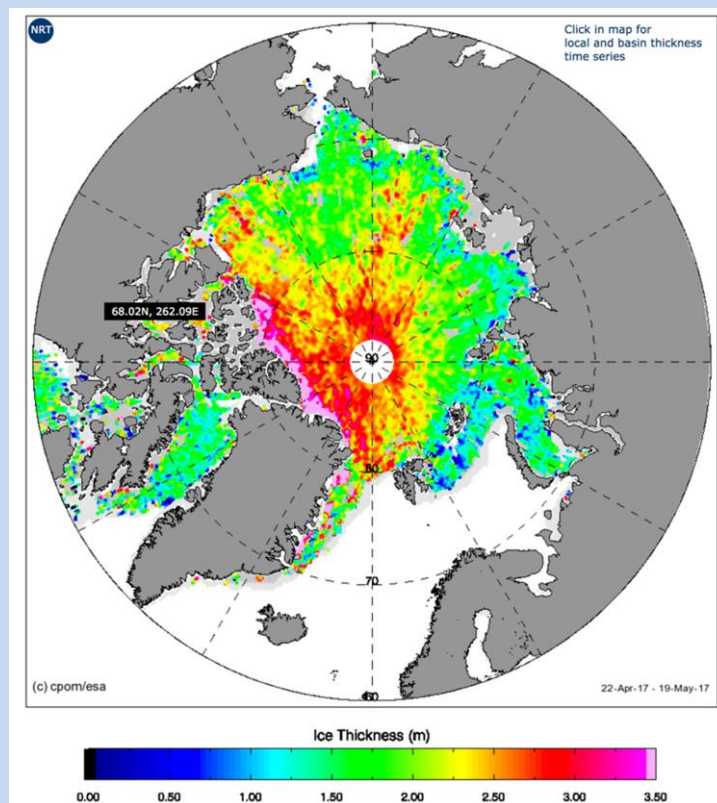 NRT
Click in map for
local and basin thickness
time series
68.02N, 262.09E
90
80
70
60
(c) cpom/esa
22-Apr-17 - 19-May-17
Ice Thickness (m)
0.00 0.50 1.00 1.50 2.00 2.50 3.00 3.50